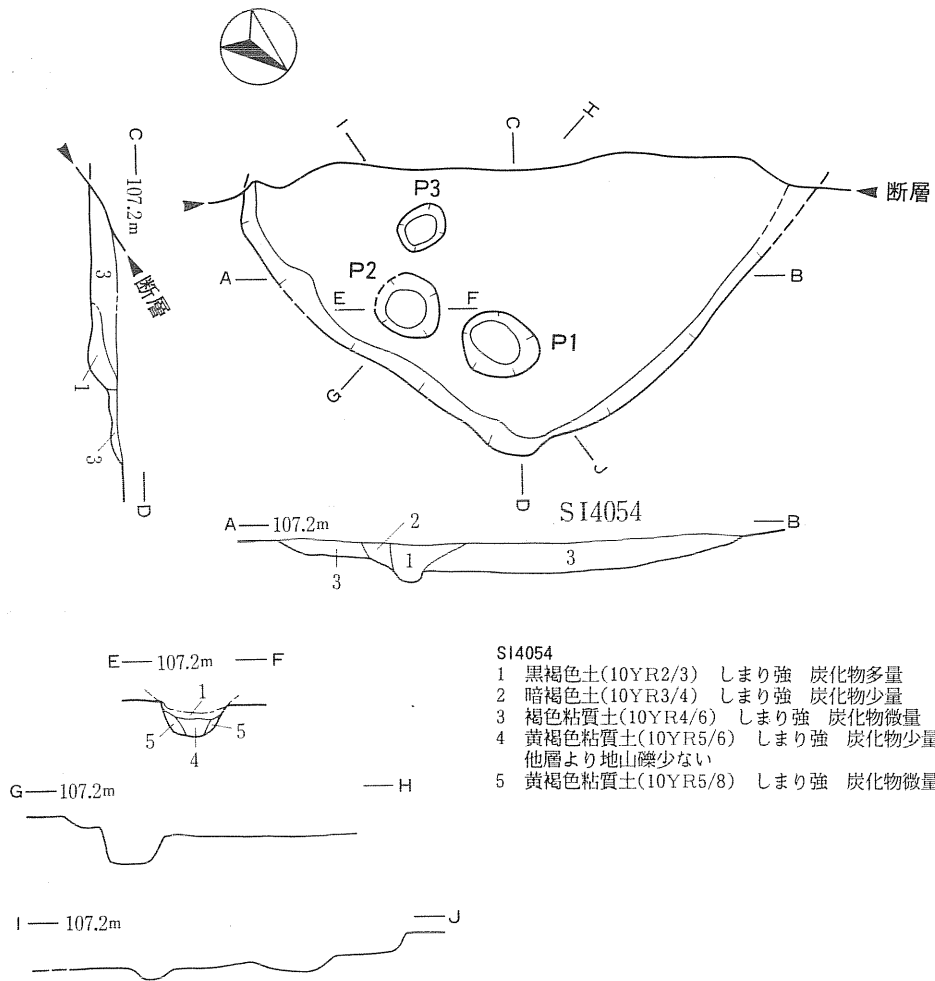 I
C
H
C
107.2m
断層
P3
P2
A
B
E
F
3
断層
P1
1
G
3
J
D
D
SI4054
A 107.2m 2 B
3 1 3
E 107.2m F
1
5 5
4
G 107.2m H
I 107.2m J
SI4054
1 黒褐色土(10YR2/3) しまり強 炭化物多量
2 暗褐色土(10YR3/4) しまり強 炭化物少量
3 褐色粘質土(10YR4/6) しまり強 炭化物微量
4 黄褐色粘質土(10YR5/6) しまり強 炭化物少量
他層より地山礫少ない
5 黄褐色粘質土(10YR5/8) しまり強 炭化物微量